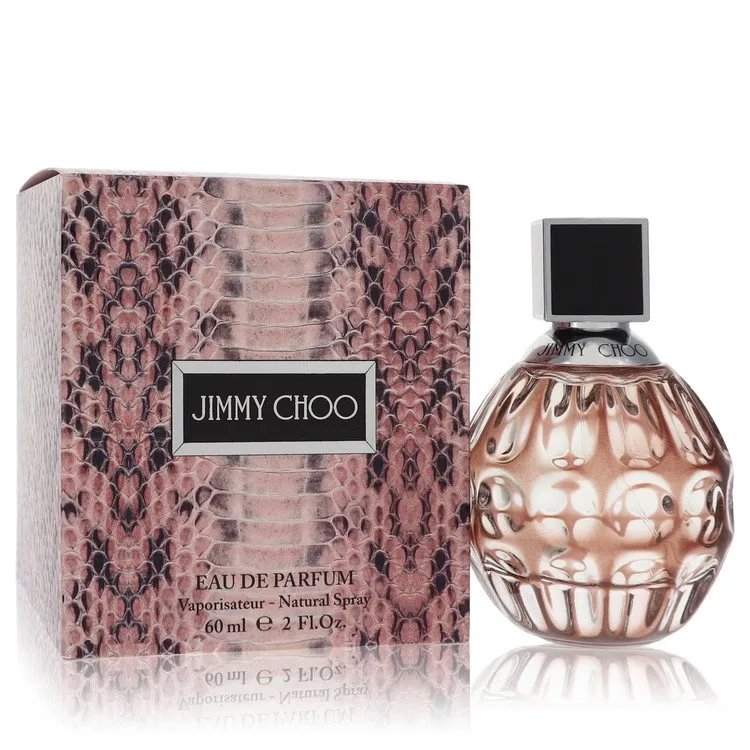 JIMMY CHOO
EAU DE PARFUM
Vaporisateur - Natural Spray
60 ml e 2 Fl.Oz.
JIMMY CHOO